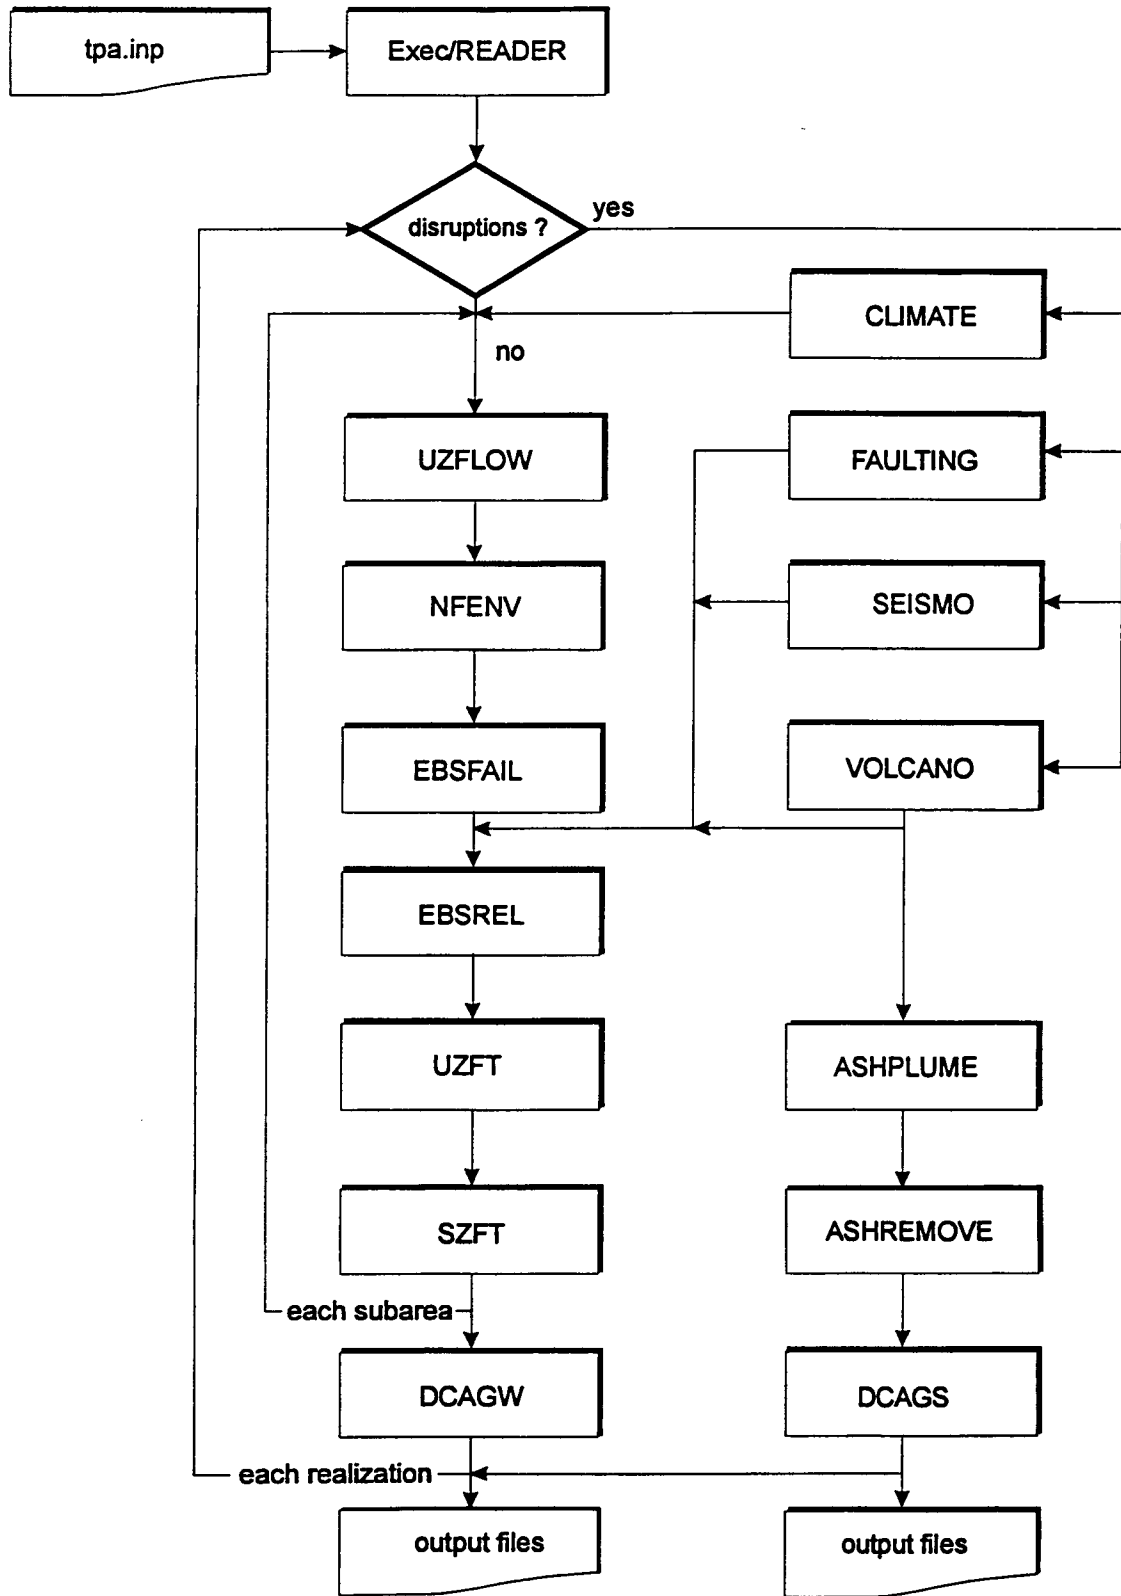 tpa.inp
Exec/READER
disruptions ?
yes
CLIMATE
no
UZFLOW
FAULTING
NFENV
SEISMO
EBSFAIL
VOLCANO
EBSREL
UZFT
ASHPLUME
SZFT
ASHREMOVE
each subarea
DCAGW
DCAGS
each realization
output files
output files